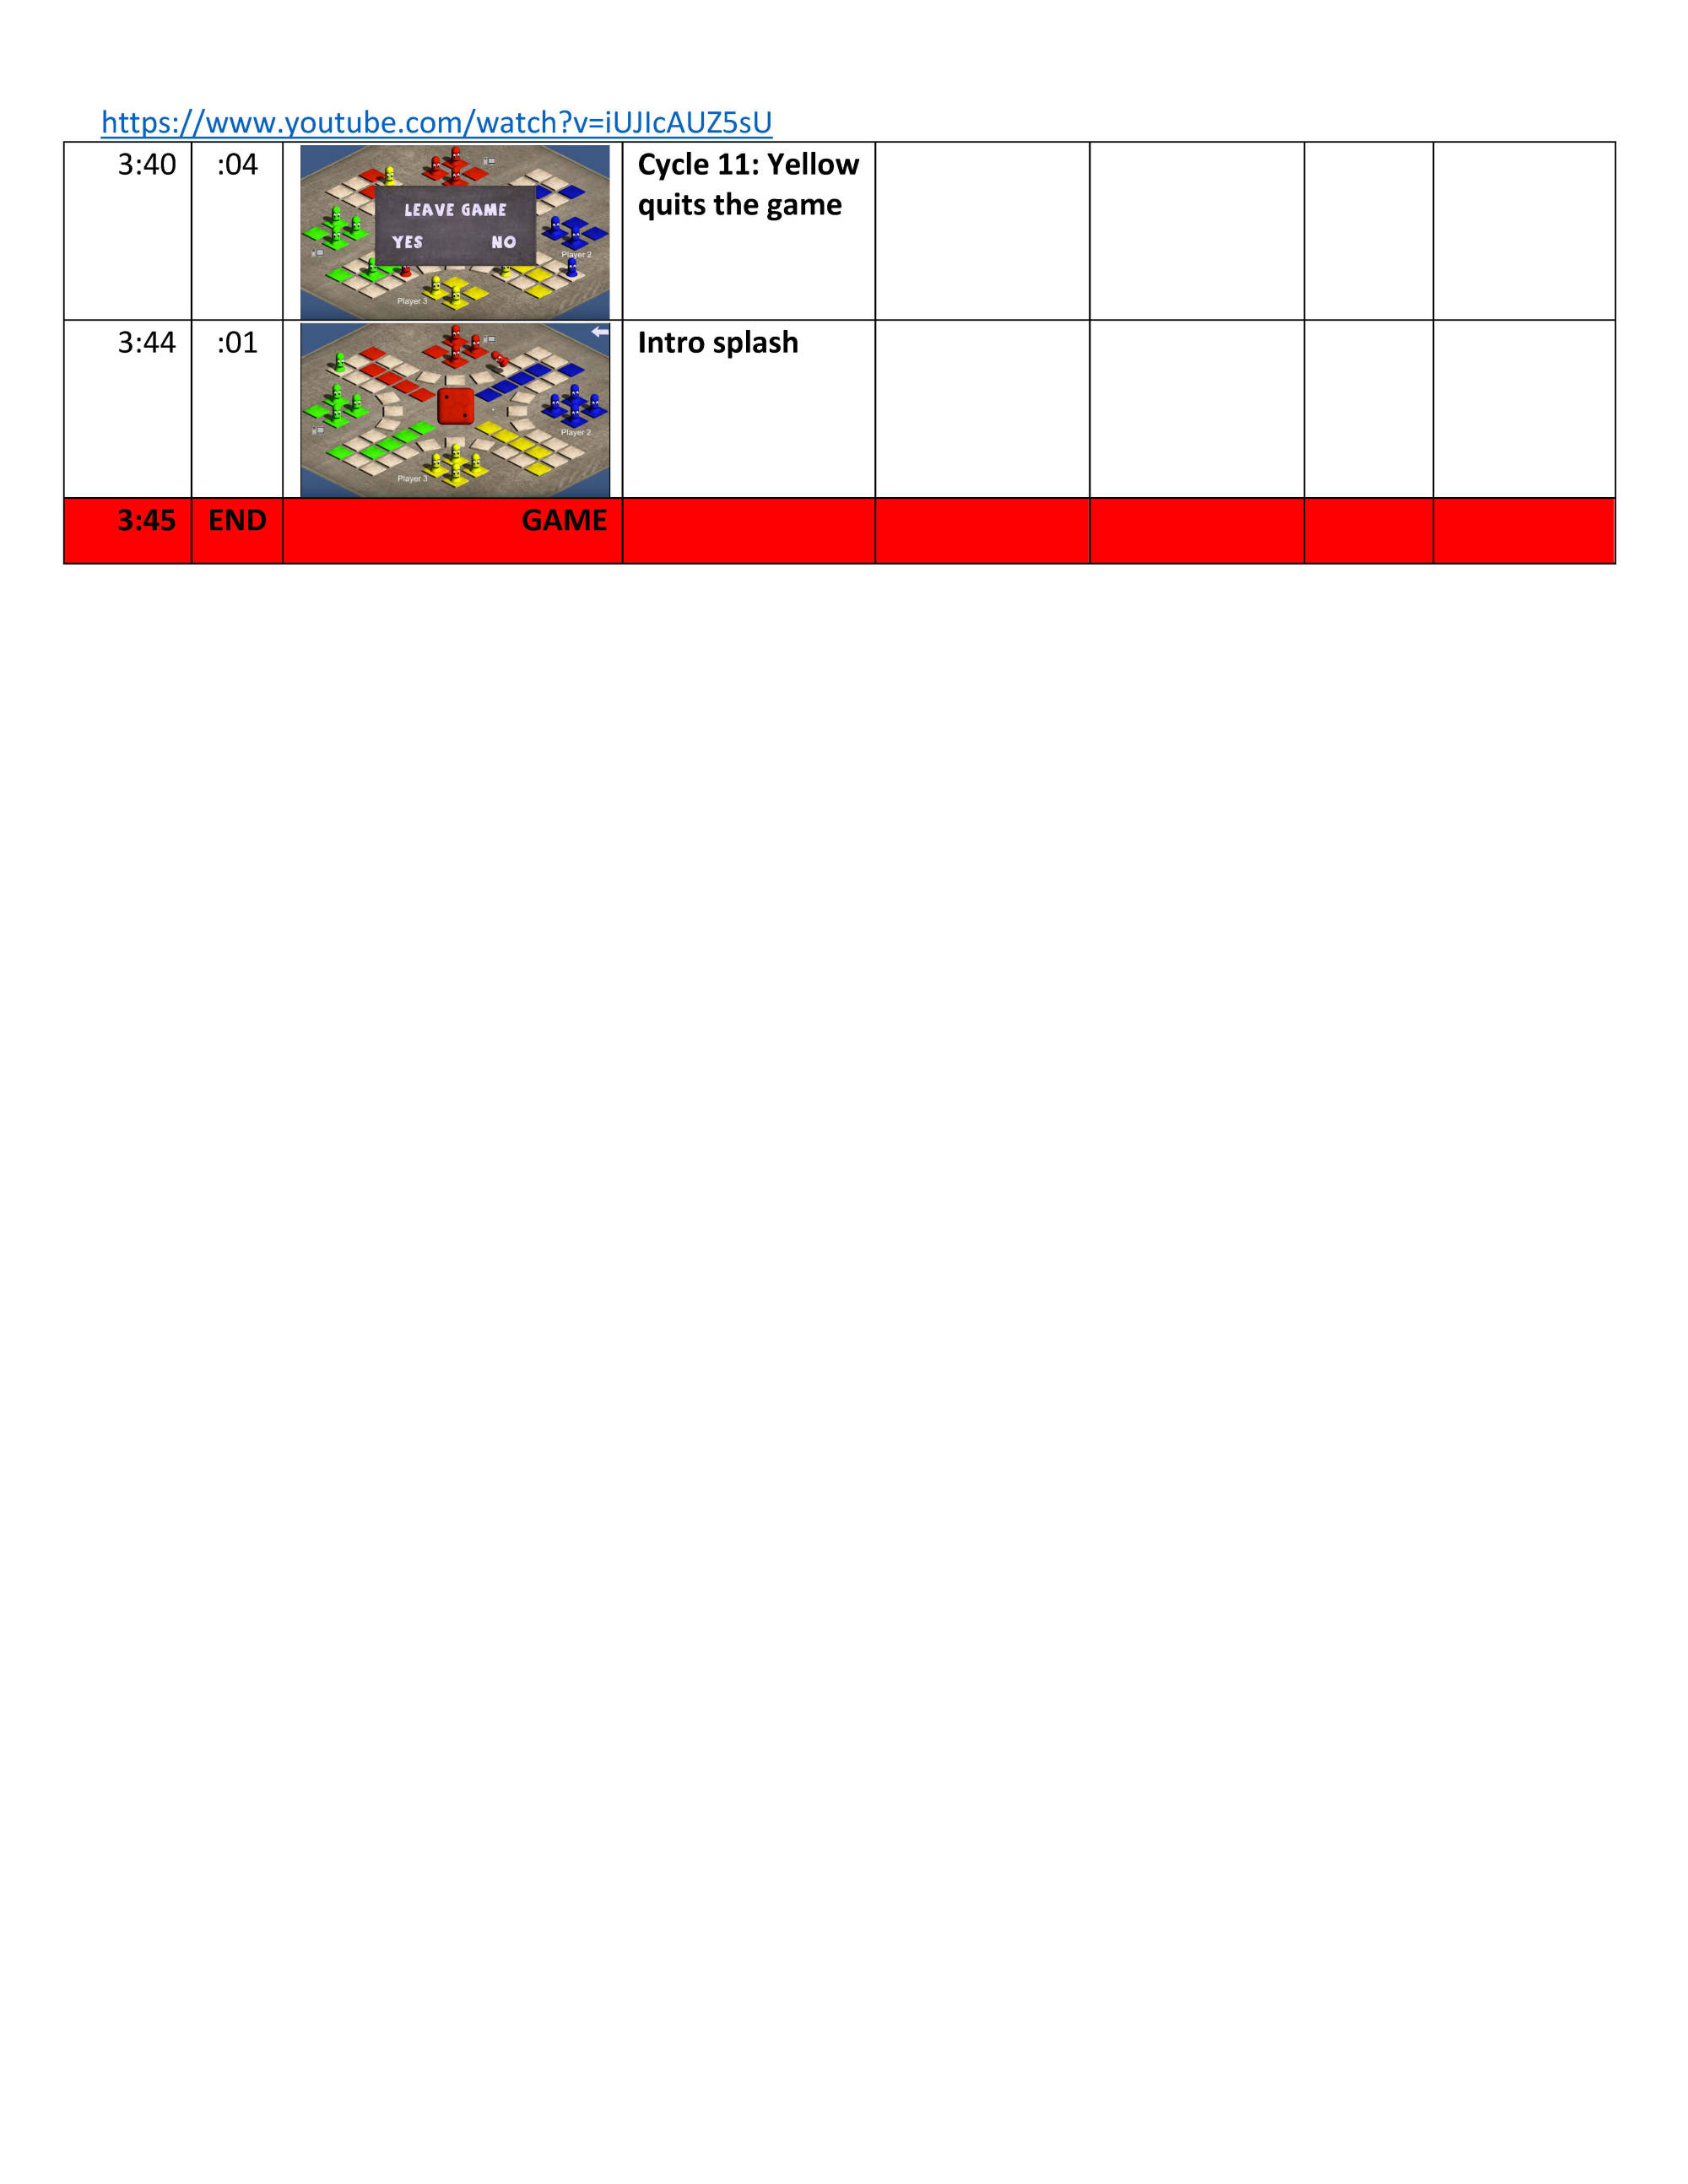 https://www.youtube.com/watch?v=iUJIcAUZ5sU
3:40 :04 Cycle 11: Yellow
quits the game
LEAVE GAME
YES NO
Player 2
Player 3
3:44 :01 Intro splash
Player 2
Player 3
3:45 END GAME